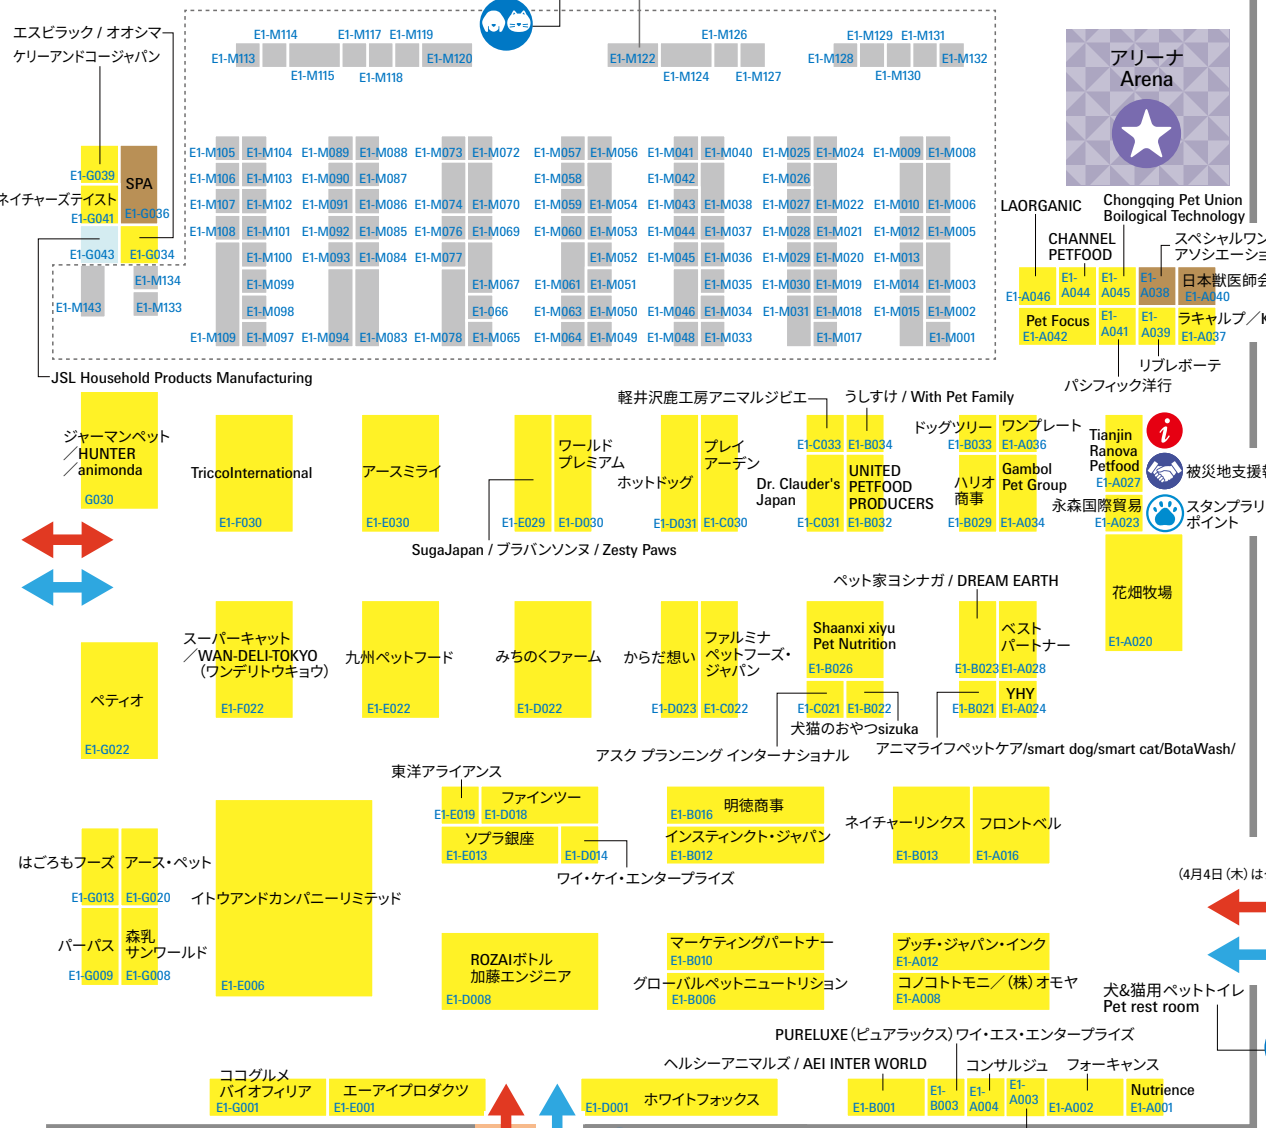 エスビラック / オオシマ
ケリーアンドコージャパン
E1-M114
E1-M117
E1-M119
E1-M113
E1-M120
E1-M115
E1-M118
E1-M126
E1-M122
E1-M124
E1-M127
E1-M129
E1-M131
E1-M128
E1-M132
E1-M130
アリーナ
Arena
E1-G039
SPA
ネイチャーズテイスト
E1-G041
E1-G036
E1-G043
E1-G034
E1-M134
E1-M143
E1-M133
JSL Household Products Manufacturing
E1-M105 E1-M104 E1-M089 E1-M088 E1-M073 E1-M072 E1-M057 E1-M056 E1-M041 E1-M040 E1-M025 E1-M024 E1-M009 E1-M008
E1-M106 E1-M103 E1-M090 E1-M087 E1-M058 E1-M042 E1-M026
E1-M107 E1-M102 E1-M091 E1-M086 E1-M074 E1-M070 E1-M059 E1-M054 E1-M043 E1-M038 E1-M027 E1-M022 E1-M010 E1-M006
E1-M108 E1-M101 E1-M092 E1-M085 E1-M076 E1-M069 E1-M060 E1-M053 E1-M044 E1-M037 E1-M028 E1-M021 E1-M012 E1-M005
E1-M100 E1-M093 E1-M084 E1-M077 E1-M052 E1-M045 E1-M036 E1-M029 E1-M020 E1-M013
E1-M099 E1-M067 E1-M061 E1-M051 E1-M035 E1-M030 E1-M019 E1-M014 E1-M003
E1-M098 E1-066 E1-M063 E1-M050 E1-M046 E1-M034 E1-M031 E1-M018 E1-M015 E1-M002
E1-M109 E1-M097 E1-M094 E1-M083 E1-M078 E1-M065 E1-M064 E1-M049 E1-M048 E1-M033 E1-M017 E1-M001
LAORGANIC
Chongqing Pet Union
Boilogical Technology
CHANNEL
PETFOOD
スペシャルワン
アソシエーショ
E1-A046
E1-
A044
E1-
A045
E1-
A038
日本獣医師会
E1-A040
Pet Focus
E1-A042
E1-
A041
E1-
A039
ラキャルプ／K
E1-A037
リブレボーテ
パシフィック洋行
ジャーマンペット
／HUNTER
／animonda
G030
TriccoInternational
E1-F030
アースミライ
E1-E030
ワールド
プレミアム
E1-E029 E1-D030
SugaJapan / ブラバンソンヌ / Zesty Paws
ホットドッグ
E1-D031
プレイ
アーデン
E1-C030
軽井沢鹿工房アニマルジビエ
うしすけ / With Pet Family
E1-C033 E1-B034
Dr. Clauder's
Japan
E1-C031
UNITED
PETFOOD
PRODUCERS
E1-B032
ドッグツリー
E1-B033
ワンプレート
E1-A036
ハリオ
商事
E1-B029
Gambol
Pet Group
E1-A034
Tianjin
Ranova
Petfood
E1-A027
永森国際貿易
E1-A023
i
被災地支援報
スタンプラリ
ポイント
花畑牧場
E1-A020
ペティオ
E1-G022
スーパーキャット
／WAN-DELI-TOKYO
（ワンデリトウキョウ）
E1-F022
九州ペットフード
E1-E022
みちのくファーム
E1-D022
からだ想い
E1-D023
ファルミナ
ペットフーズ・
ジャパン
E1-C022
Shaanxi xiyu
Pet Nutrition
E1-B026
E1-C021 E1-B022
犬猫のおやつsizuka
アスク プランニング インターナショナル
ペット家ヨシナガ / DREAM EARTH
ベスト
パートナー
E1-B023 E1-A028
YHY
E1-B021 E1-A024
アニマライフペットケア/smart dog/smart cat/BotaWash/
東洋アライアンス
ファインツー
E1-E019 E1-D018
ソプラ銀座
E1-E013 E1-D014
ワイ・ケイ・エンタープライズ
明徳商事
E1-B016
インスティンクト・ジャパン
E1-B012
ネイチャーリンクス
E1-B013
フロントベル
E1-A016
はごろもフーズ
E1-G013
アース・ペット
E1-G020
パーパス
E1-G009
森乳
サンワールド
E1-G008
イトウアンドカンパニーリミテッド
E1-E006
（4月4日（木）は
ROZAIボトル
加藤エンジニア
E1-D008
マーケティングパートナー
E1-B010
グローバルペットニュートリション
E1-B006
ブッチ・ジャパン・インク
E1-A012
コノコトトモニ／（株）オモヤ
E1-A008
犬&猫用ペットトイレ
Pet rest room
PURELUXE（ピュアラックス）ワイ・エス・エンタープライズ
ヘルシーアニマルズ / AEI INTER WORLD
コンサルジュ
フォーキャンス
ココグルメ
バイオフィリア
E1-G001
エーアイプロダクツ
E1-E001
ホワイトフォックス
E1-D001
E1-B001
E1-
B003
E1-
A004
E1-
A003
E1-A002
Nutrience
E1-A001